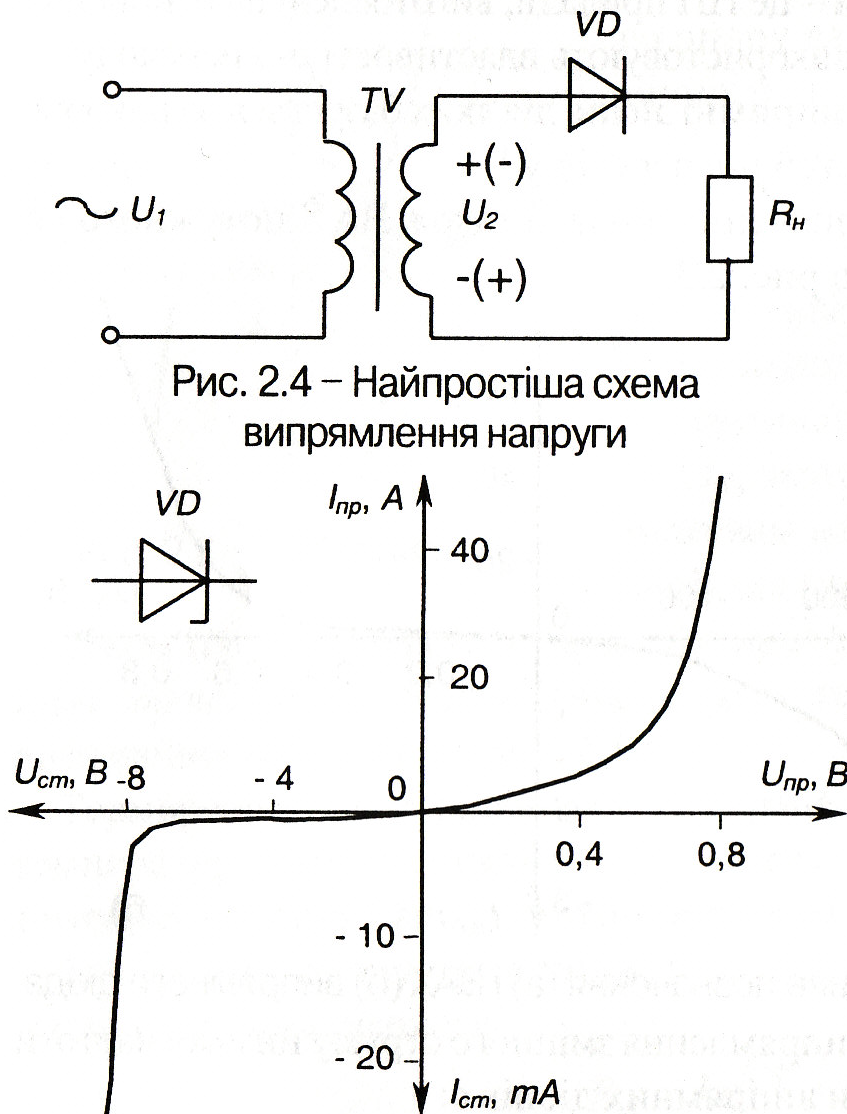 VD
TV
+(-)
~ U₁
U₂
Rн
-(+)
Рис. 2.4 – Найпростіша схема
випрямлення напруги
VD
Iпр, А
40
20
Uст, В
-8
- 4
0
Uпр, В
0,4
0,8
- 10
- 20
Iст, mA